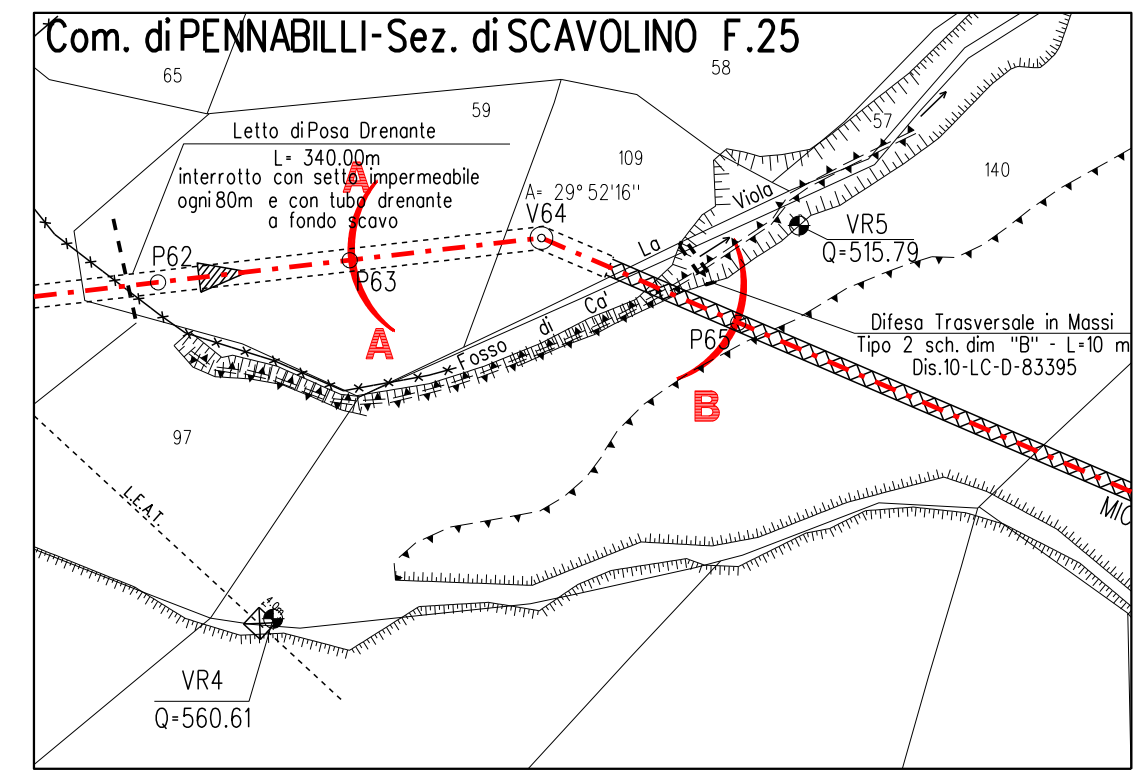 Com. di PENNABILLI-Sez. di SCAVOLINO F.25
65
58
59
57
Letto di Posa Drenante
L= 340.00m
interrotto con setto impermeabile
ogni 80m e con tubo drenante
a fondo scavo
A
109
140
A= 29°52'16"
V64
P62
P63
A
Fosso di Ca' La Viola
VR5
Q=515.79
P65
B
Difesa Trasversale in Massi
Tipo 2 sch. dim "B" - L=10 m
Dis.10-LC-D-83395
97
L.E.A.T.
MIC
4.0m
VR4
Q=560.61